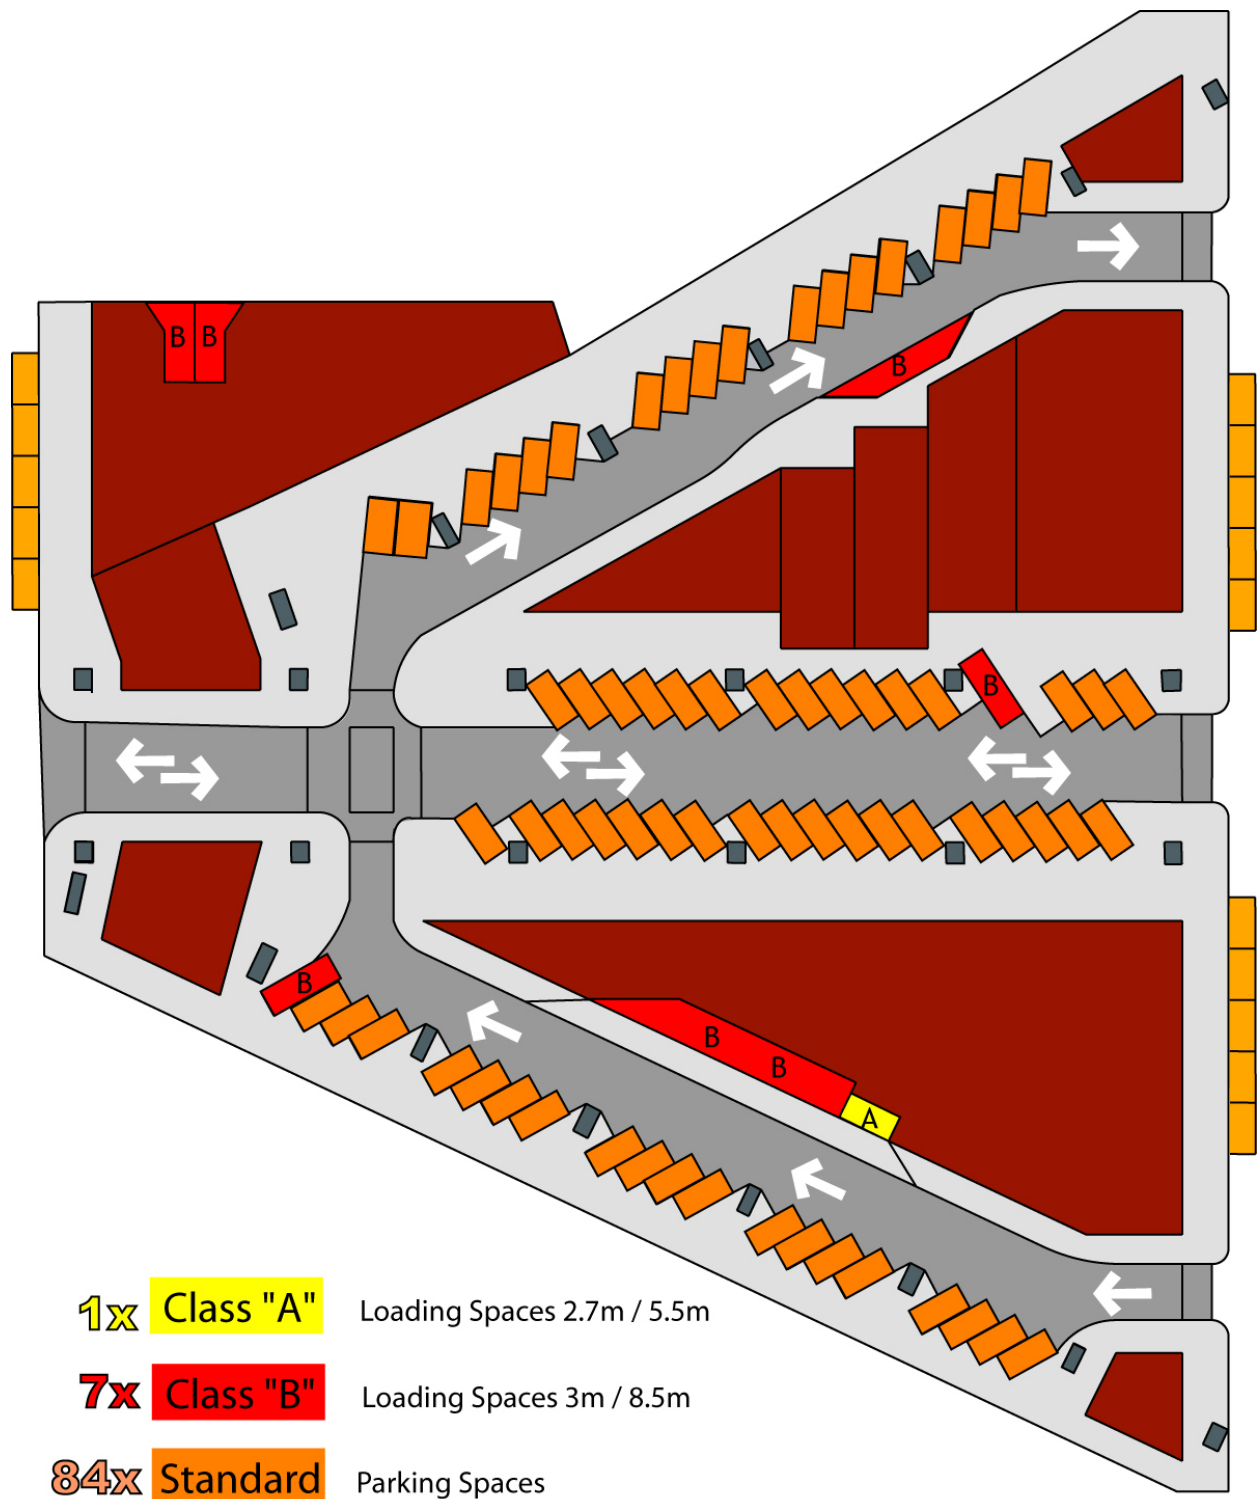 B B
B
B
B
B B
A
1x Class "A" Loading Spaces 2.7m / 5.5m
7x Class "B" Loading Spaces 3m / 8.5m
84x Standard Parking Spaces